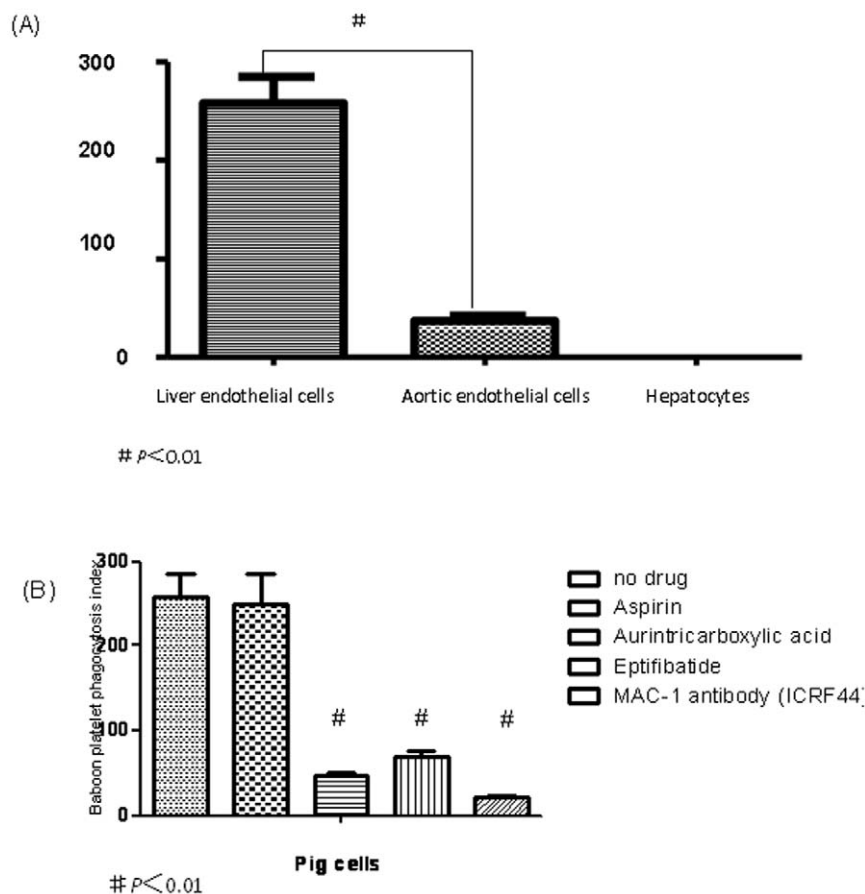 (A)
#
300
200
100
0
Liver endothelial cells Aortic endothelial cells Hepatocytes
# P<0.01
(B)
Baboon platelet phagocytosis index
300
200
100
0
# # #
Pig cells
# P<0.01
no drug
Aspirin
Aurintricarboxylic acid
Eptifibatide
MAC-1 antibody (ICRF44)